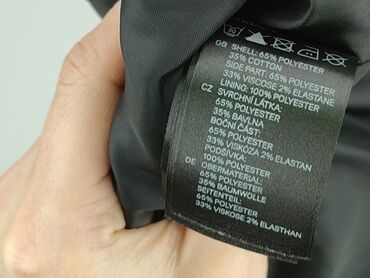 30
GB SHELL: 65% POLYESTER
35% COTTON
SIDE PART: 65% POLYESTER
33% VISCOSE 2% ELASTANE
LINING: 100% POLYESTER
CZ SVRCHNÍ LÁTKA:
65% POLYESTER
35% BAVLNA
BOČNÍ ČÁST:
65% POLYESTER
33% VISKÓZA 2% ELASTAN
PODŠÍVKA:
100% POLYESTER
DE OBERMATERIAL:
65% POLYESTER
35% BAUMWOLLE
SEITENTEIL:
65% POLYESTER
33% VISKOSE 2% ELASTHAN